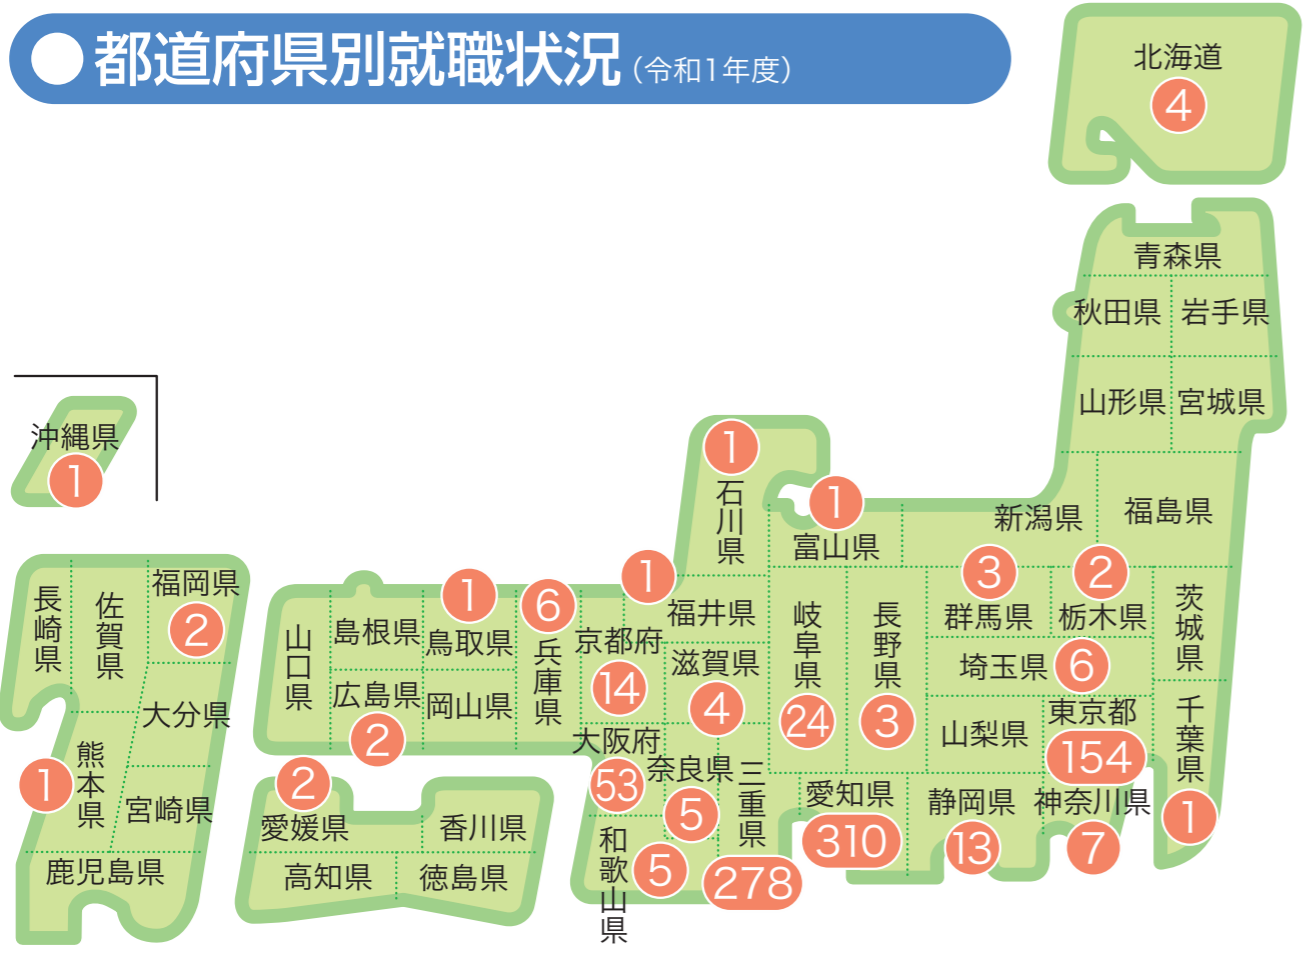 都道府県別就職状況（令和1年度）
北海道
4
青森県
秋田県
岩手県
山形県
宮城県
新潟県
福島県
沖縄県
1
1
石川県
1
富山県
3
群馬県
2
栃木県
茨城県
埼玉県
6
千葉県
1
東京都
154
神奈川県
7
山梨県
静岡県
13
長野県
3
岐阜県
24
愛知県
310
1
福井県
滋賀県
4
三重県
278
奈良県
5
和歌山県
5
京都府
14
大阪府
53
6
兵庫県
1
鳥取県
岡山県
島根県
広島県
2
山口県
2
愛媛県
香川県
高知県
徳島県
福岡県
2
佐賀県
長崎県
大分県
熊本県
1
宮崎県
鹿児島県